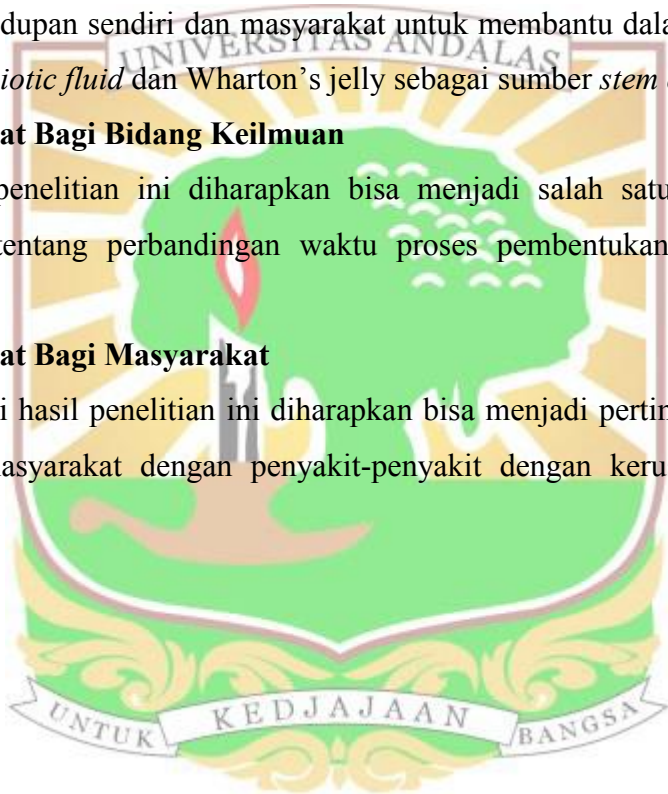 dupan sendiri dan masyarakat untuk membantu dala
UNIVERSITAS ANDALAS
iotic fluid dan Wharton's jelly sebagai sumber stem
at Bagi Bidang Keilmuan
penelitian ini diharapkan bisa menjadi salah satu
tentang perbandingan waktu proses pembentukan
at Bagi Masyarakat
i hasil penelitian ini diharapkan bisa menjadi pertin
asyarakat dengan penyakit-penyakit dengan keru
UNTUK KEDJAJAAN BANGSA